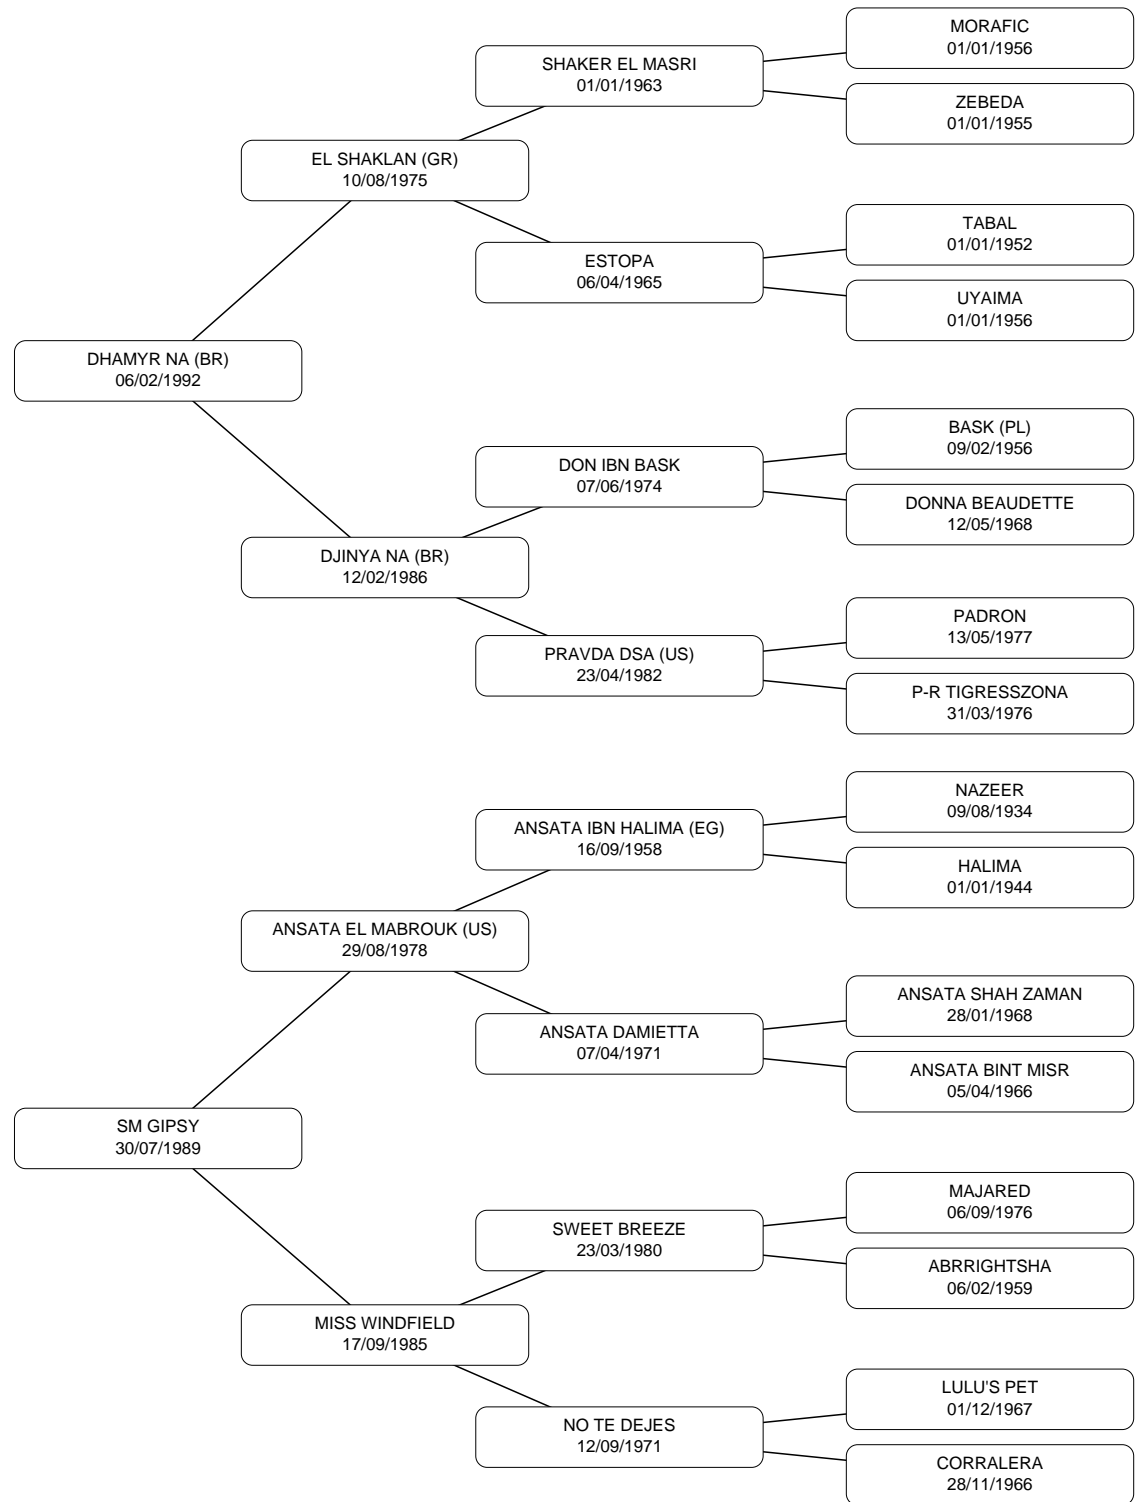 MORAFIC
01/01/1956
SHAKER EL MASRI
01/01/1963
ZEBEDA
01/01/1955
EL SHAKLAN (GR)
10/08/1975
TABAL
01/01/1952
ESTOPA
06/04/1965
UYAIMA
01/01/1956
DHAMYR NA (BR)
06/02/1992
BASK (PL)
09/02/1956
DON IBN BASK
07/06/1974
DONNA BEAUDETTE
12/05/1968
DJINYA NA (BR)
12/02/1986
PADRON
13/05/1977
PRAVDA DSA (US)
23/04/1982
P-R TIGRESSZONA
31/03/1976
NAZEER
09/08/1934
ANSATA IBN HALIMA (EG)
16/09/1958
HALIMA
01/01/1944
ANSATA EL MABROUK (US)
29/08/1978
ANSATA SHAH ZAMAN
28/01/1968
ANSATA DAMIETTA
07/04/1971
ANSATA BINT MISR
05/04/1966
SM GIPSY
30/07/1989
MAJARED
06/09/1976
SWEET BREEZE
23/03/1980
ABRRIGHTSHA
06/02/1959
MISS WINDFIELD
17/09/1985
LULU'S PET
01/12/1967
NO TE DEJES
12/09/1971
CORRALERA
28/11/1966